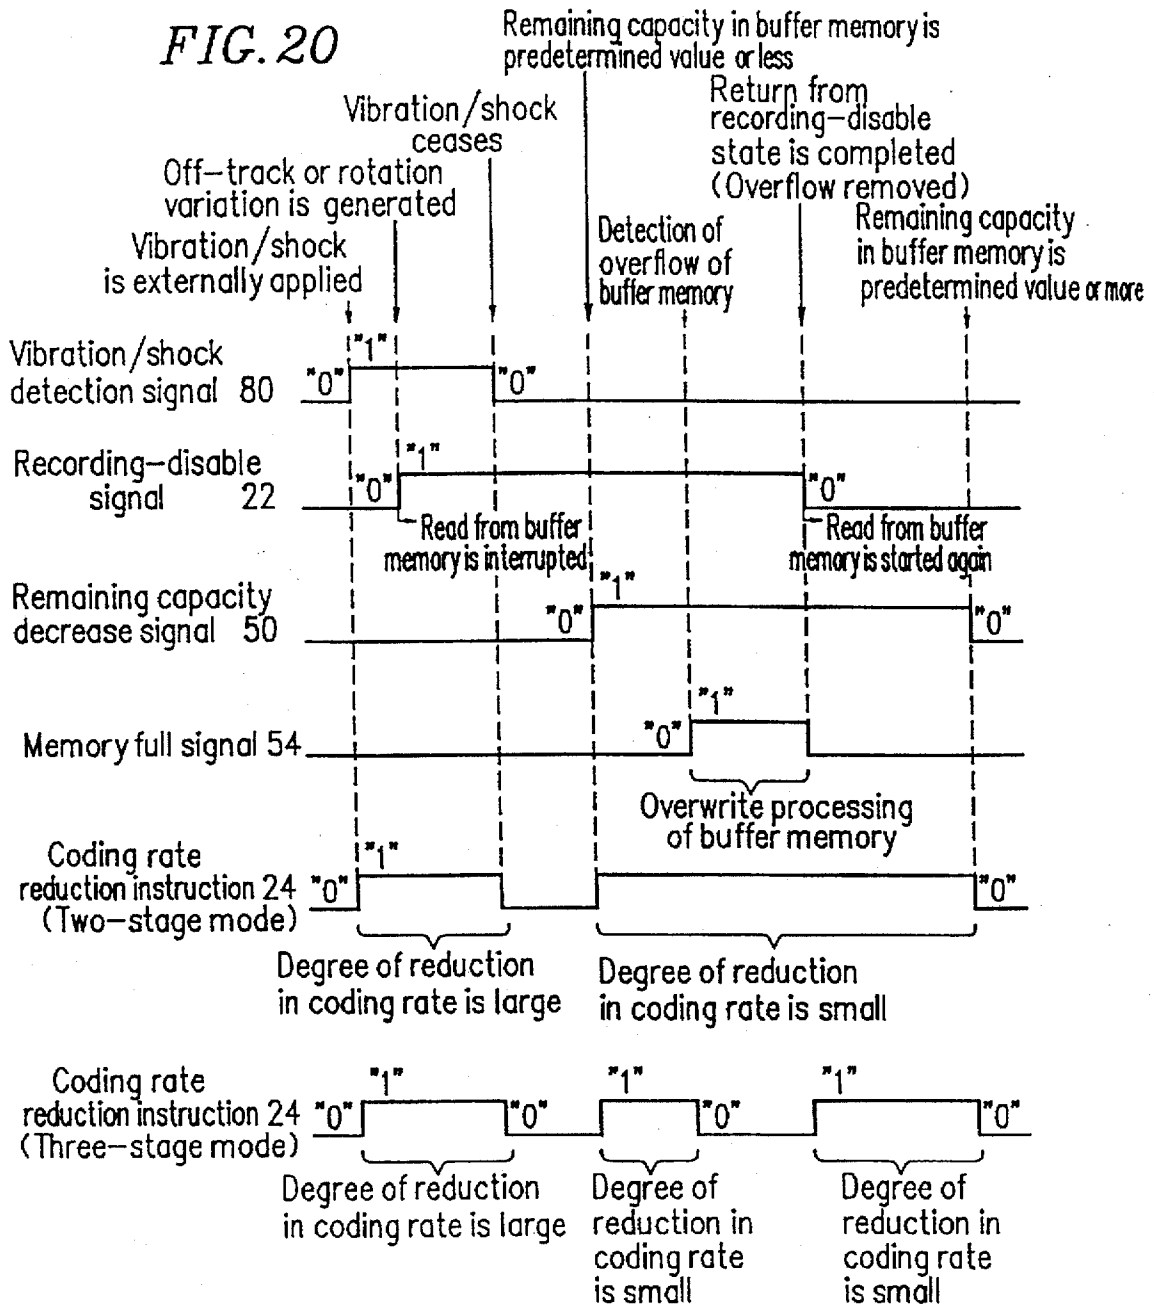 FIG. 20
Remaining capacity in buffer memory is
predetermined value or less
Return from
recording-disable
state is completed
(Overflow removed)
Vibration/shock
ceases
Off-track or rotation
variation is generated
Vibration/shock
is externally applied
Detection of
overflow of
buffer memory
Remaining capacity
in buffer memory is
predetermined value or more
Vibration/shock
detection signal 80
"0"
"1"
"0"
Recording-disable
signal 22
"0"
"1"
"0"
Read from buffer
memory is interrupted
Read from buffer
memory is started again
Remaining capacity
decrease signal 50
"0"
"1"
"0"
Memory full signal 54
"0"
"1"
Overwrite processing
of buffer memory
Coding rate
reduction instruction 24
(Two-stage mode)
"0"
"1"
"0"
Degree of reduction
in coding rate is large
Degree of reduction
in coding rate is small
Coding rate
reduction instruction 24
(Three-stage mode)
"0"
"1"
"0"
"1"
"0"
"1"
"0"
Degree of reduction
in coding rate is large
Degree of
reduction in
coding rate
is small
Degree of
reduction in
coding rate
is small